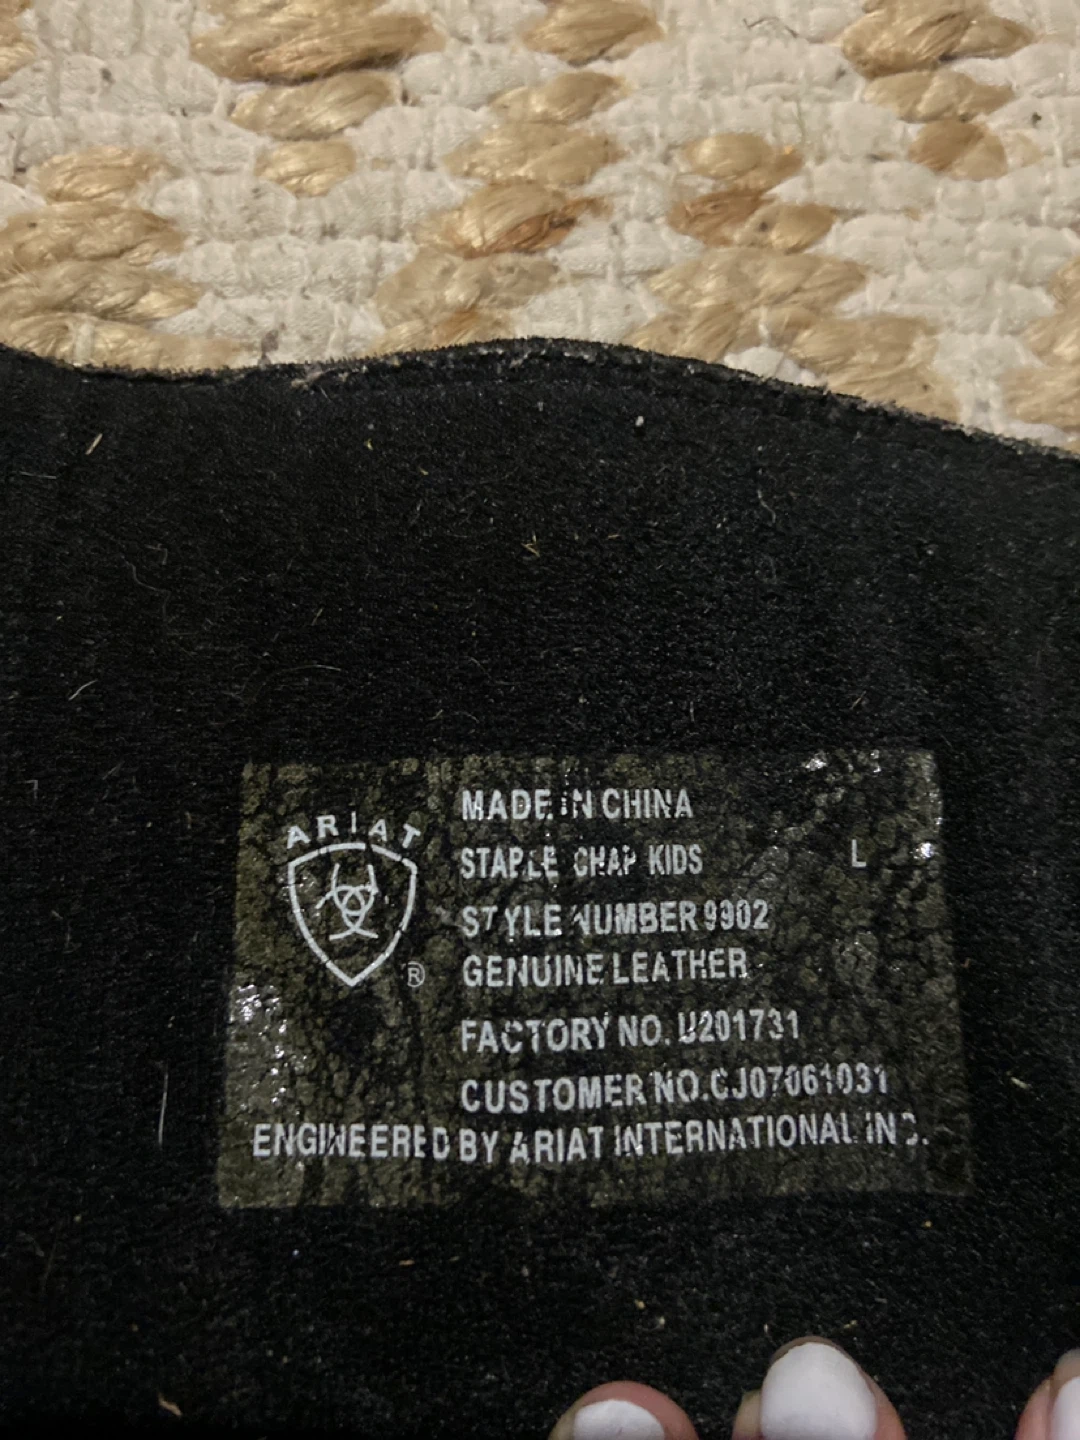 ARIAT
®
MADE IN CHINA
STAPLE CHAP KIDS L
STYLE NUMBER 9902
GENUINE LEATHER
FACTORY NO. U201731
CUSTOMER NO.CJ07061031
ENGINEERED BY ARIAT INTERNATIONAL INC.